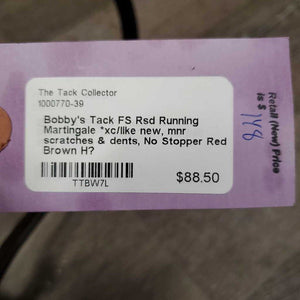 The Tack Collector
1000770-39
Bobby's Tack FS Rsd Running
Martingale *xc/like new, mnr
scratches & dents, No Stopper Red
Brown H?
TTBW7L
$88.50
Retail (New) Price
is $ 148